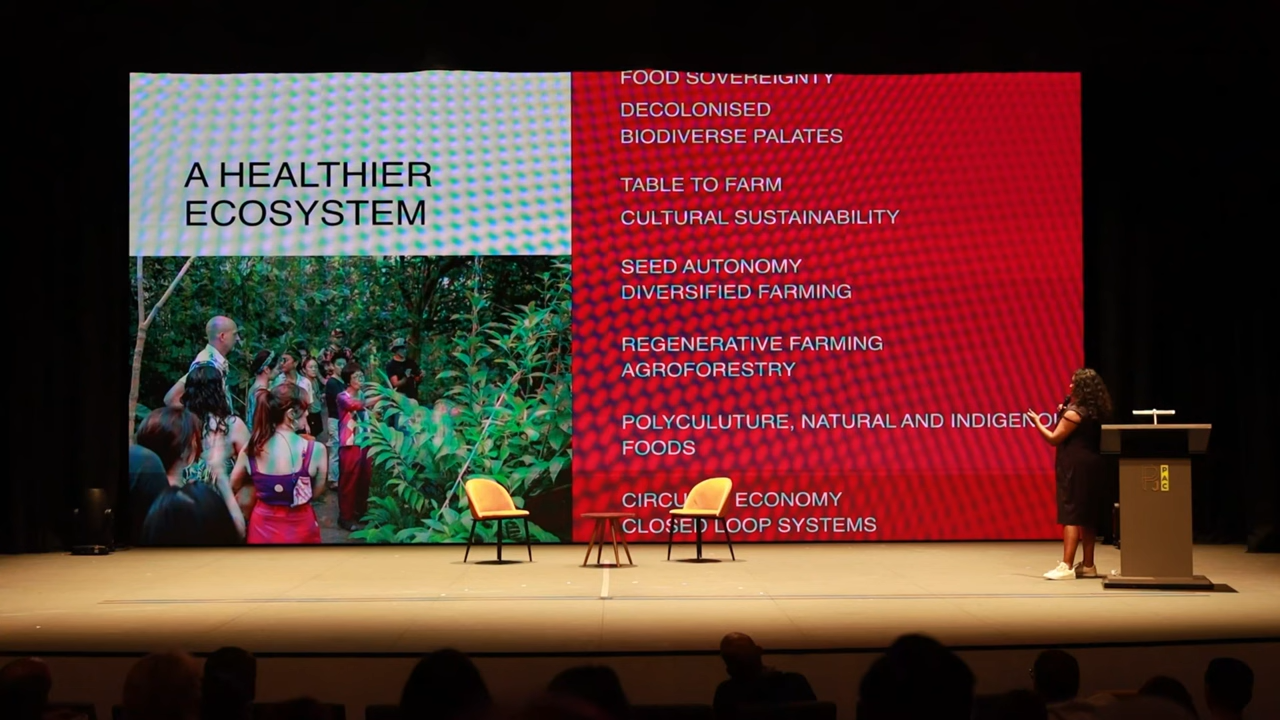 A HEALTHIER
ECOSYSTEM
FOOD SOVEREIGNTY
DECOLONISED
BIODIVERSE PALATES
TABLE TO FARM
CULTURAL SUSTAINABILITY
SEED AUTONOMY
DIVERSIFIED FARMING
REGENERATIVE FARMING
AGROFORESTRY
POLYCULUTURE, NATURAL AND
FOODS
ECONOMY
CLOSED LOOP SYSTEMS
PAC